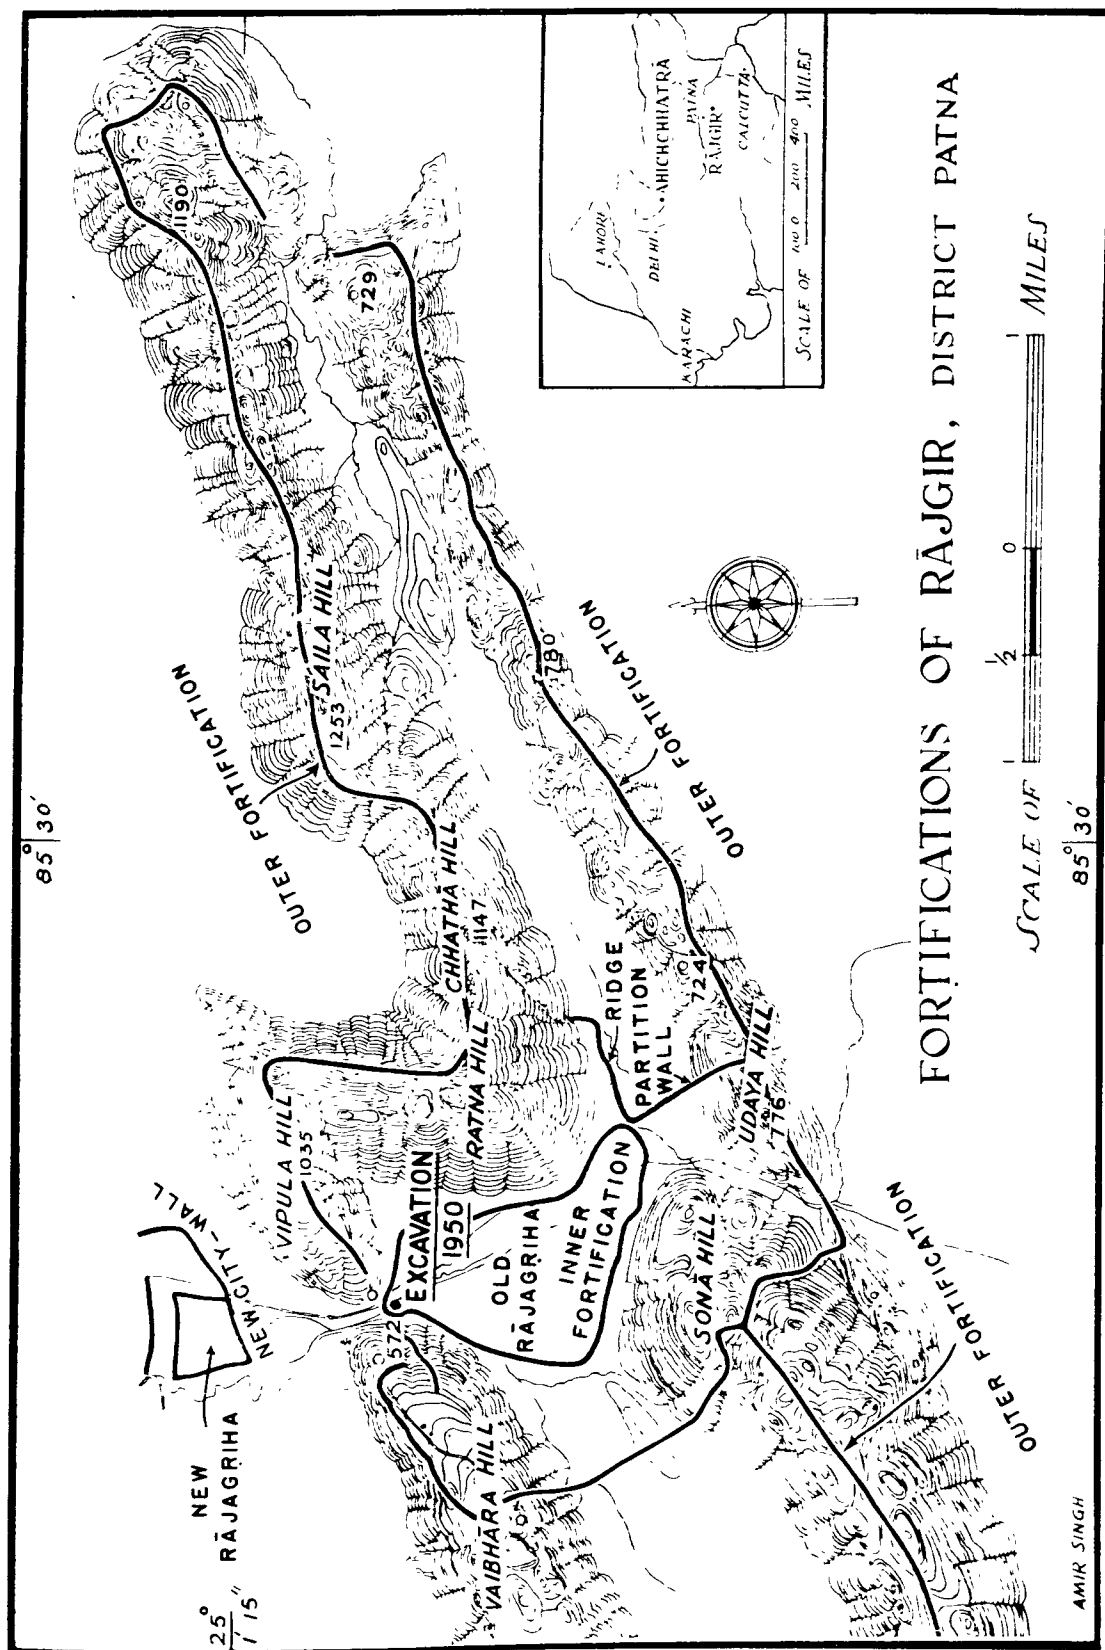 85° 30'
25°
1' 15"
NEW
RĀJAGRIHA
NEW CITY-WALL
VIPULA HILL
1035
OUTER FORTIFICATION
SAILA HILL
1253
1190
CHHATHA HILL
1147
RATNA HILL
729
572
EXCAVATION
1950
VAIBHĀRA HILL
OLD
RĀJAGRIHA
INNER
FORTIFICATION
RIDGE
PARTITION
WALL
780
OUTER FORTIFICATION
724
SONĀ HILL
UDAYA HILL
776
OUTER FORTIFICATION
LAHORE
DELHI
AHICHCHHATRĀ
PATNA
RĀJGIR
KARACHI
CALCUTTA
SCALE OF 100 0 200 400 MILES
FORTIFICATIONS OF RĀJGIR, DISTRICT PATNA
SCALE OF 1 ½ 0 1 MILES
85° 30'
AMIR SINGH